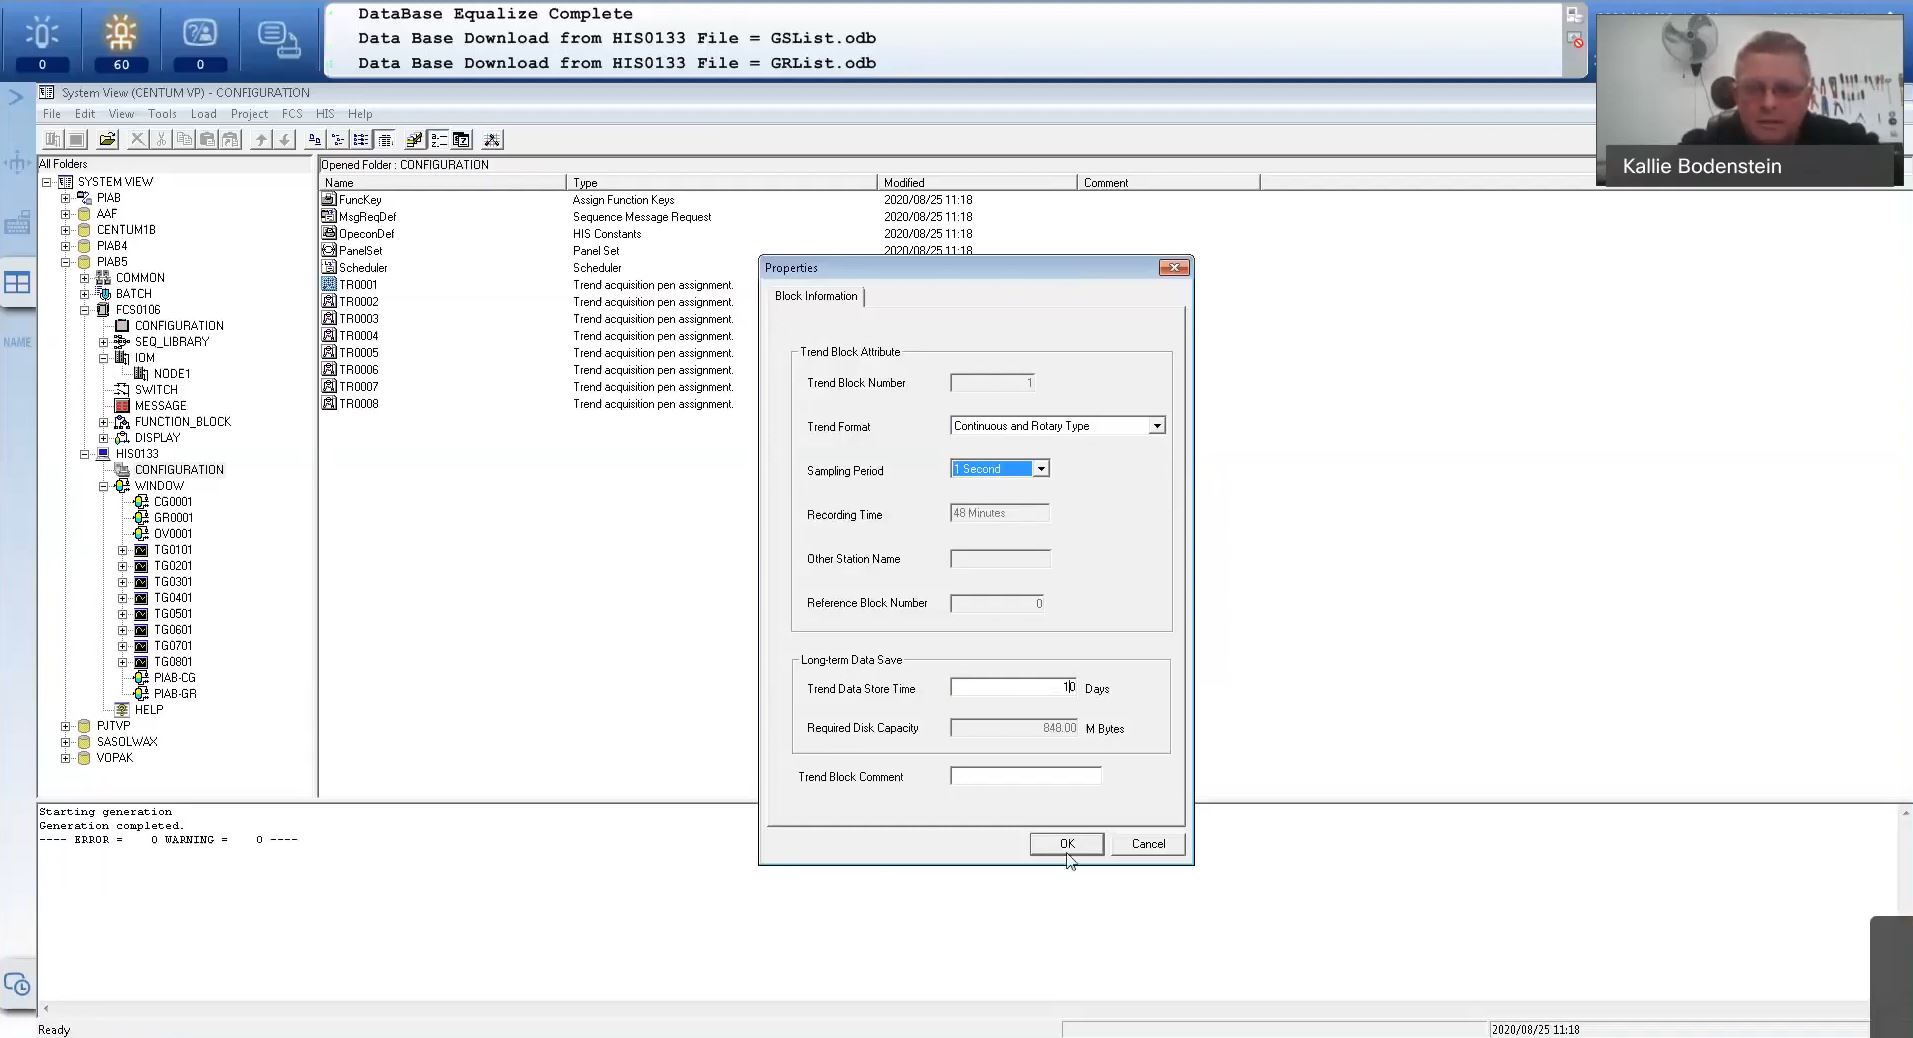 DataBase Equalize Complete
Data Base Download from HIS0133 File = GSList.odb
Data Base Download from HIS0133 File = GRList.odb
0
60
0
Kallie Bodenstein
System View (CENTUM VP) - CONFIGURATION
File Edit View Tools Load Project FCS HIS Help
All Folders
SYSTEM VIEW
PIAB
AAF
CENTUM1B
PIAB4
PIAB5
COMMON
BATCH
FCS0106
CONFIGURATION
SEQ_LIBRARY
IOM
NODE1
SWITCH
MESSAGE
FUNCTION_BLOCK
DISPLAY
HIS0133
CONFIGURATION
WINDOW
CG0001
GR0001
OV0001
TG0101
TG0201
TG0301
TG0401
TG0501
TG0601
TG0701
TG0801
PIAB-CG
PIAB-GR
HELP
PJTVP
SASOLWAX
VOPAK
NAME
Opened Folder : CONFIGURATION
Name Type Modified Comment
FuncKey Assign Function Keys 2020/08/25 11:18
MsgReqDef Sequence Message Request 2020/08/25 11:18
OpeconDef HIS Constants 2020/08/25 11:18
PanelSet Panel Set 2020/08/25 11:18
Scheduler Scheduler
TR0001 Trend acquisition pen assignment.
TR0002 Trend acquisition pen assignment.
TR0003 Trend acquisition pen assignment.
TR0004 Trend acquisition pen assignment.
TR0005 Trend acquisition pen assignment.
TR0006 Trend acquisition pen assignment.
TR0007 Trend acquisition pen assignment.
TR0008 Trend acquisition pen assignment.
Properties
Block Information
Trend Block Attribute
Trend Block Number 1
Trend Format Continuous and Rotary Type
Sampling Period 1 Second
Recording Time 48 Minutes
Other Station Name
Reference Block Number 0
Long-term Data Save
Trend Data Store Time 10 Days
Required Disk Capacity 848.00 M Bytes
Trend Block Comment
OK Cancel
Starting generation
Generation completed.
---- ERROR = 0 WARNING = 0 ----
Ready
2020/08/25 11:18